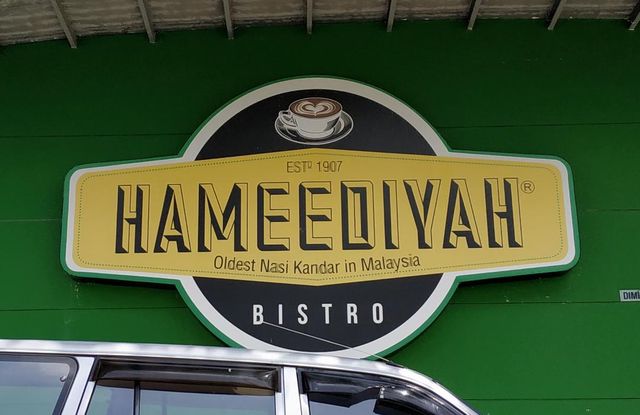 ESTD 1907
HAMEEDIYAH®
Oldest Nasi Kandar in Malaysia
BISTRO